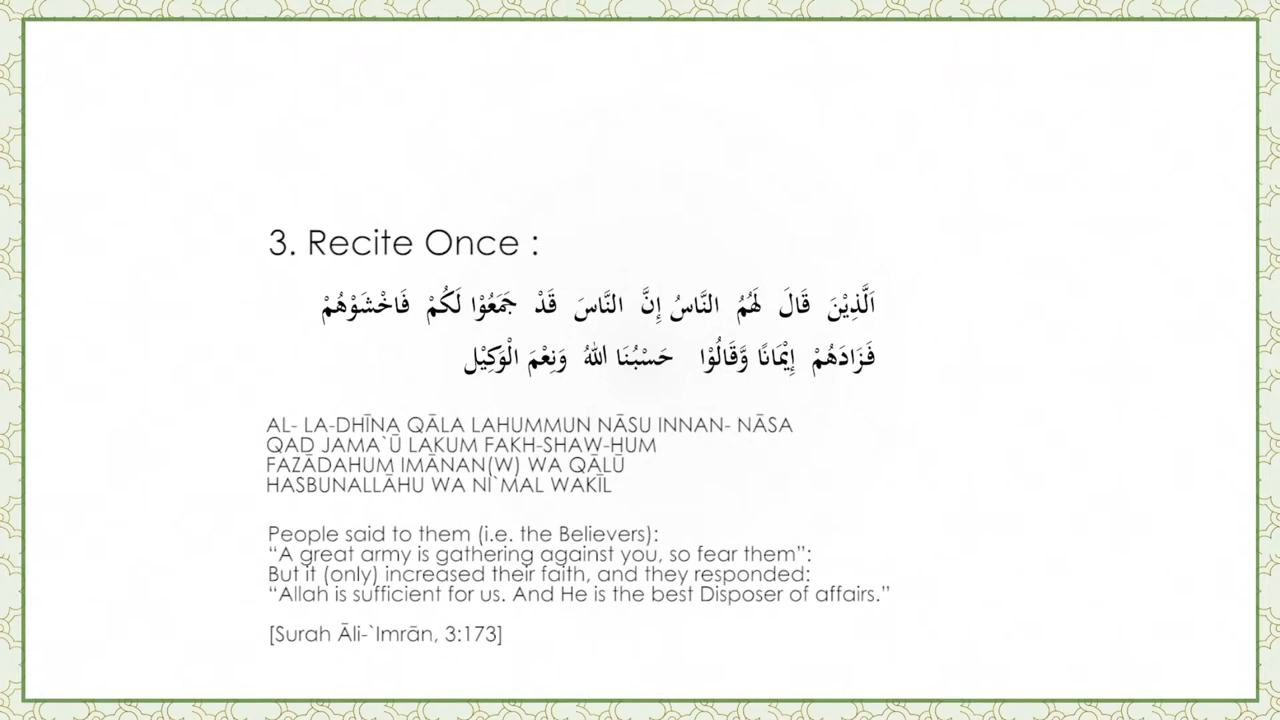 3. Recite Once :
اَلَّذِيْنَ قَالَ لَهُمُ النَّاسُ إِنَّ النَّاسَ قَدْ جَمَعُوْا لَكُمْ فَاخْشَوْهُمْ
فَزَادَهُمْ إِيْمَانًا وَّقَالُوْا حَسْبُنَا اللهُ وَنِعْمَ الْوَكِيْل
AL- LA-DHĪNA QĀLA LAHUMMUN NĀSU INNAN- NĀSA
QAD JAMA`Ū LAKUM FAKH-SHAW-HUM
FAZĀDAHUM IMĀNAN(W) WA QĀLŪ
HASBUNALLĀHU WA NI`MAL WAKĪL
People said to them (i.e. the Believers):
“A great army is gathering against you, so fear them”:
But it (only) increased their faith, and they responded:
“Allah is sufficient for us. And He is the best Disposer of affairs.”
[Surah Āli-`Imrān, 3:173]